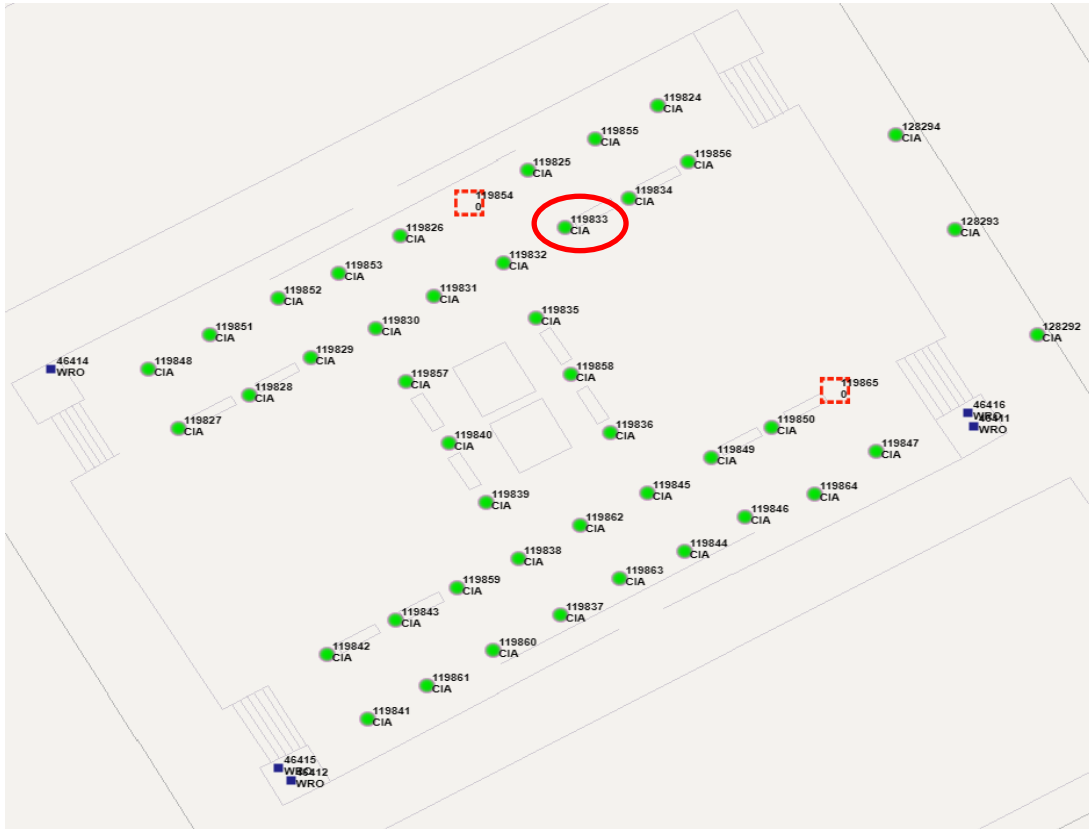 119824
CIA
119855
CIA
128294
CIA
119856
CIA
119825
CIA
119834
CIA
119854
0
119833
CIA
128293
CIA
119826
CIA
119832
CIA
119853
CIA
119831
CIA
119852
CIA
119835
CIA
119830
CIA
119851
CIA
128292
CIA
119829
CIA
46414
WRO
119848
CIA
119858
CIA
119857
CIA
119865
0
119828
CIA
46416
WRO
46411
WRO
119827
CIA
119850
CIA
119836
CIA
119840
CIA
119847
CIA
119849
CIA
119845
CIA
119864
CIA
119839
CIA
119846
CIA
119862
CIA
119844
CIA
119838
CIA
119863
CIA
119859
CIA
119837
CIA
119843
CIA
119860
CIA
119842
CIA
119861
CIA
119841
CIA
46415
WRO
46412
WRO